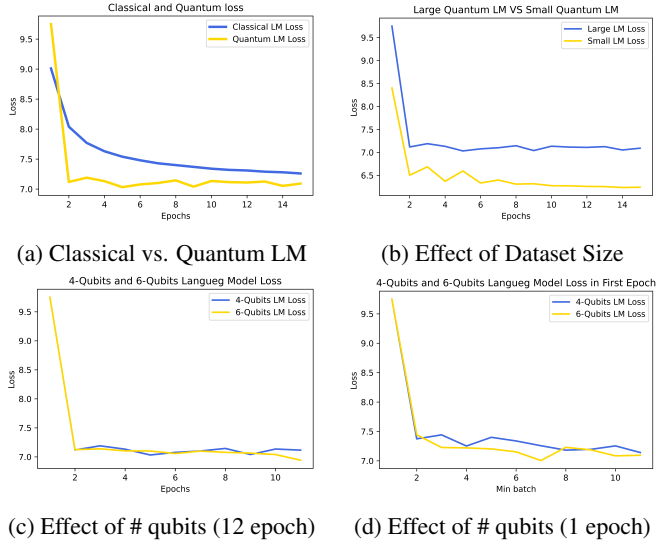 Classical and Quantum loss
Classical LM Loss
Quantum LM Loss
9.5
9.0
8.5
8.0
7.5
7.0
Loss
2 4 6 8 10 12 14
Epochs
(a) Classical vs. Quantum LM
Large Quantum LM VS Small Quantum LM
Large LM Loss
Small LM Loss
9.5
9.0
8.5
8.0
7.5
7.0
6.5
Loss
2 4 6 8 10 12 14
Epochs
(b) Effect of Dataset Size
4-Qubits and 6-Qubits Langueg Model Loss
4-Qubits LM Loss
6-Qubits LM Loss
9.5
9.0
8.5
8.0
7.5
7.0
Loss
2 4 6 8 10
Epochs
(c) Effect of # qubits (12 epoch)
4-Qubits and 6-Qubits Langueg Model Loss in First Epoch
4-Qubits LM Loss
6-Qubits LM Loss
9.5
9.0
8.5
8.0
7.5
7.0
Loss
2 4 6 8 10
Min batch
(d) Effect of # qubits (1 epoch)